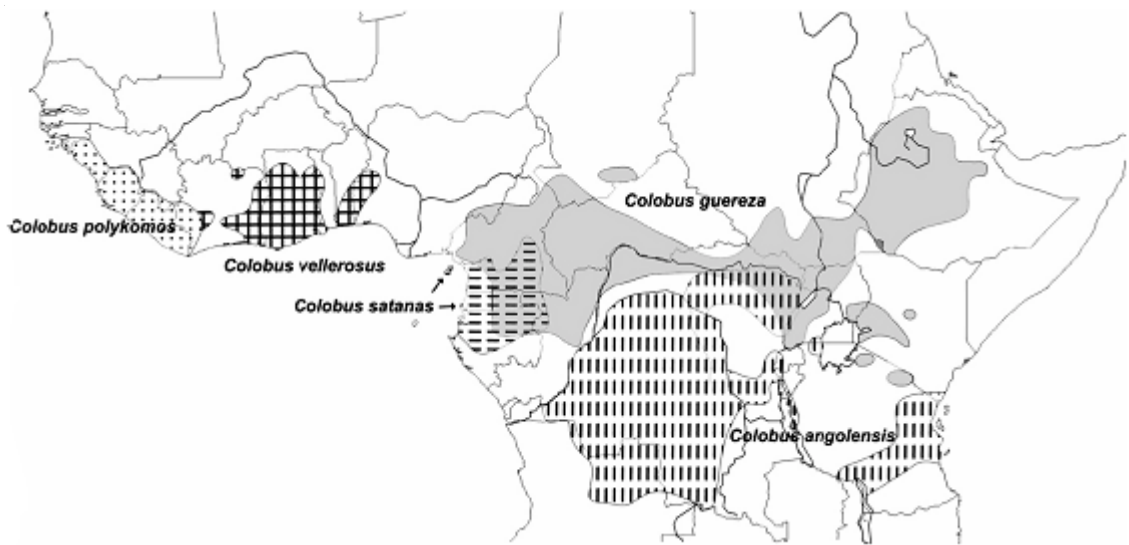 Colobus guereza
Colobus polykomos
Colobus vellerosus
Colobus satanas
Colobus angolensis